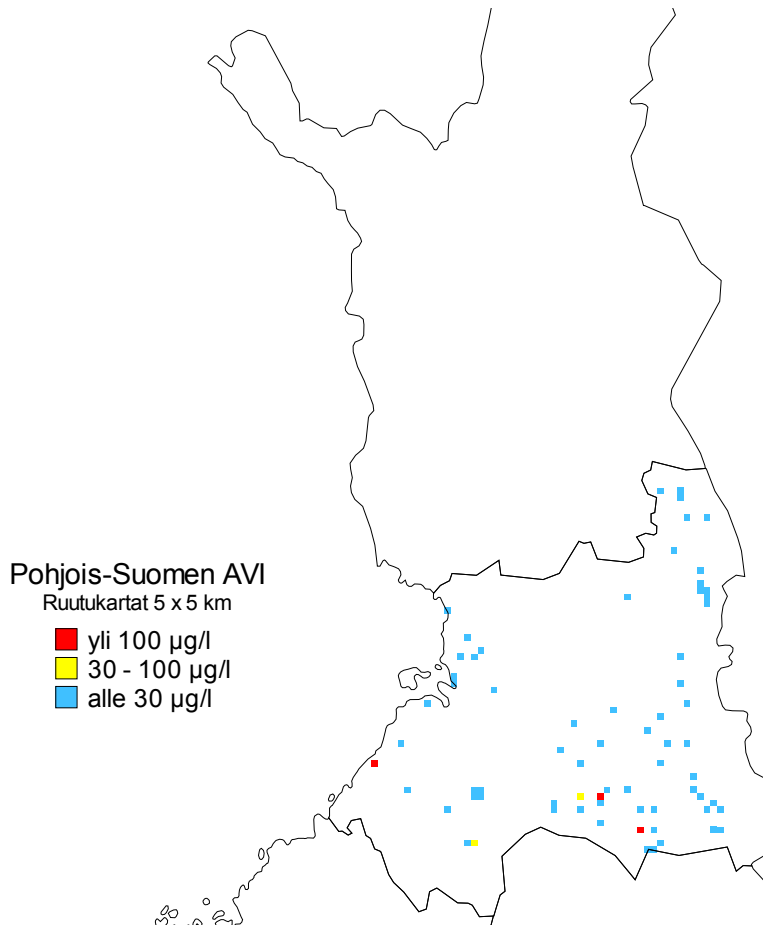 Pohjois-Suomen AVI
Ruutukartat 5 x 5 km
yli 100 µg/l
30 - 100 µg/l
alle 30 µg/l